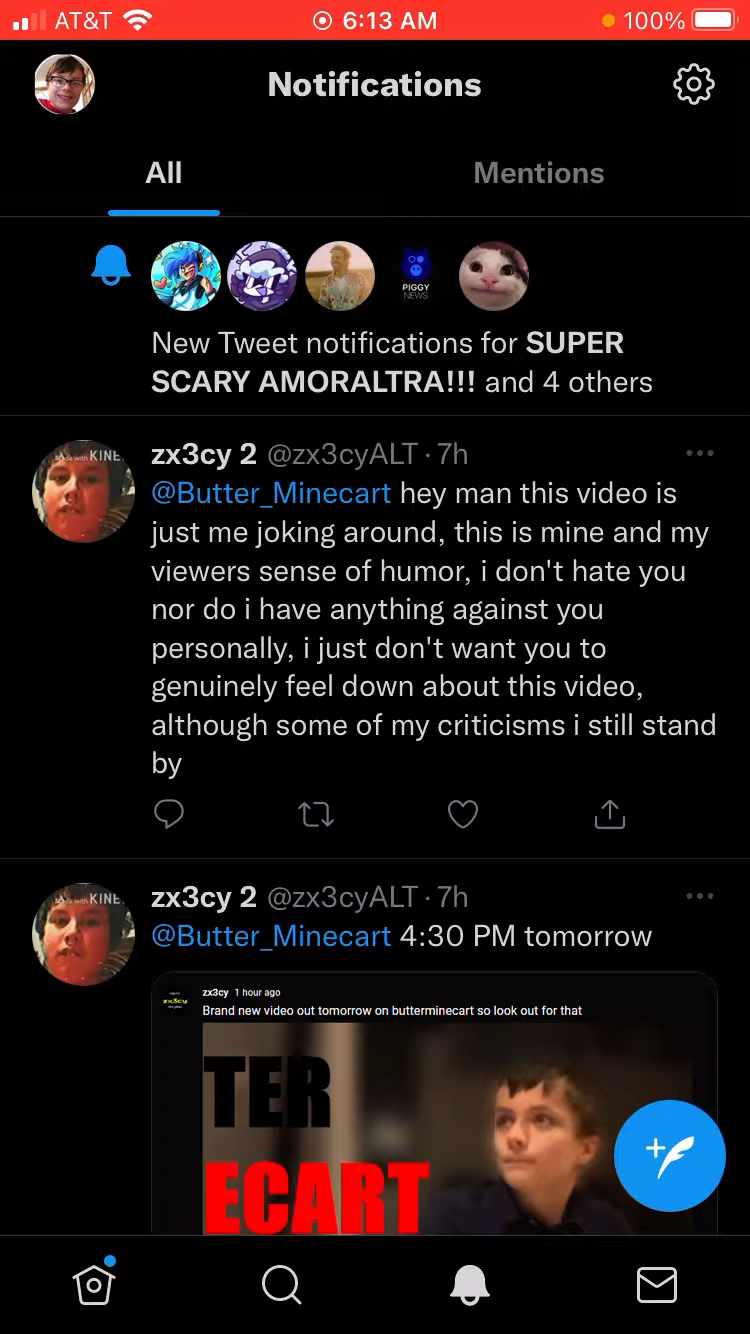 AT&T 6:13 AM 100%
Notifications
All Mentions
PIGGY
NEWS
New Tweet notifications for SUPER
SCARY AMORALTRA!!! and 4 others
zx3cy 2 @zx3cyALT · 7h
@Butter_Minecart hey man this video is
just me joking around, this is mine and my
viewers sense of humor, i don't hate you
nor do i have anything against you
personally, i just don't want you to
genuinely feel down about this video,
although some of my criticisms i still stand
by
Made with KINE
zx3cy 2 @zx3cyALT · 7h
@Butter_Minecart 4:30 PM tomorrow
Made with KINE
zx3cy 1 hour ago
zx3cy
Brand new video out tomorrow on butterminecart so look out for that
TER
ECART